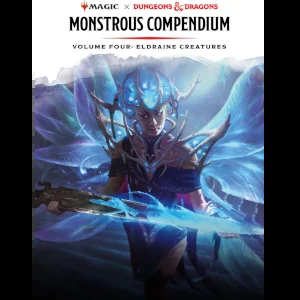 MAGIC × DUNGEONS & DRAGONS
MONSTROUS COMPENDIUM
VOLUME FOUR: ELDRAINE CREATURES